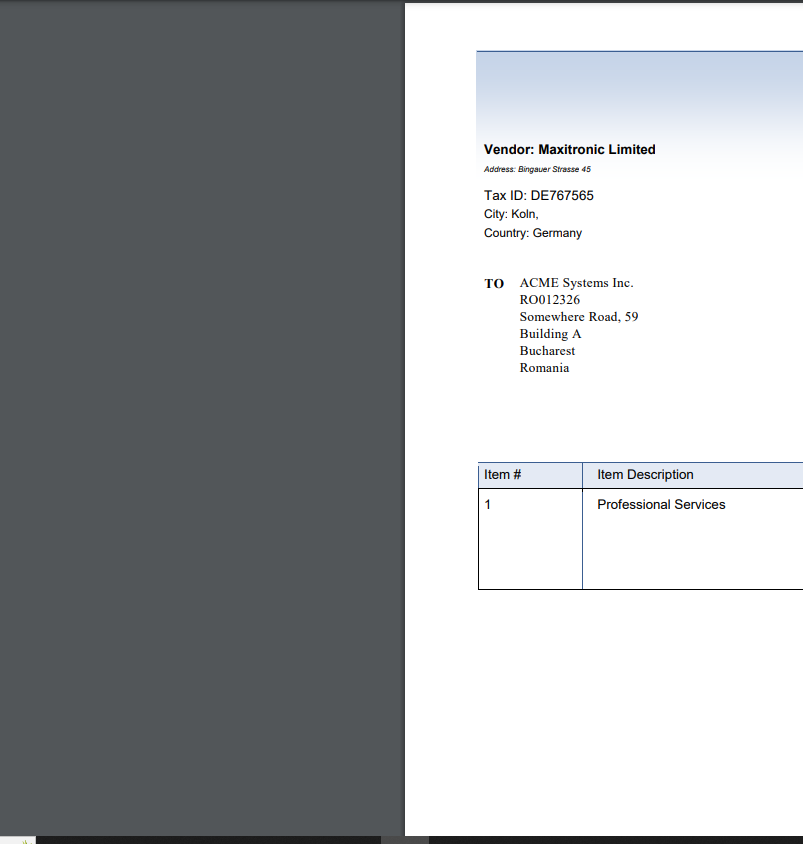 Vendor: Maxitronic Limited
Address: Bingauer Strasse 45
Tax ID: DE767565
City: Koln,
Country: Germany
TO ACME Systems Inc.
RO012326
Somewhere Road, 59
Building A
Bucharest
Romania
Item # Item Description
1 Professional Services